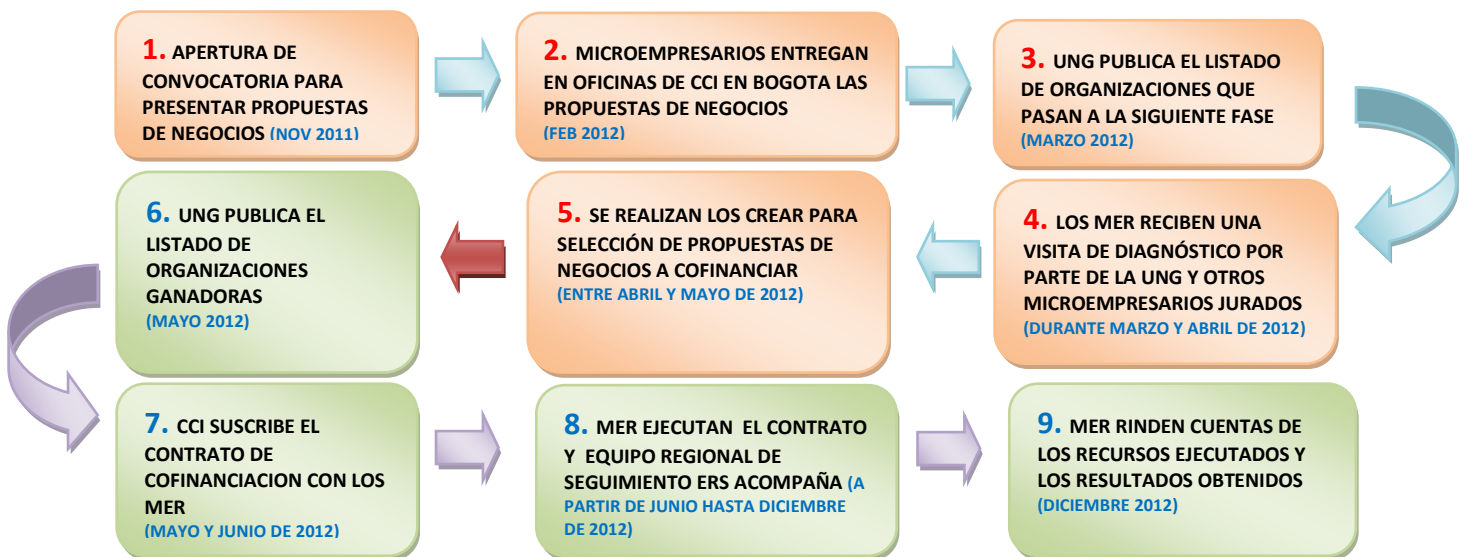 1. APERTURA DE
CONVOCATORIA PARA
PRESENTAR PROPUESTAS
DE NEGOCIOS (NOV 2011)
2. MICROEMPRESARIOS ENTREGAN
EN OFICINAS DE CCI EN BOGOTA LAS
PROPUESTAS DE NEGOCIOS
(FEB 2012)
3. UNG PUBLICA EL LISTADO
DE ORGANIZACIONES QUE
PASAN A LA SIGUIENTE FASE
(MARZO 2012)
4. LOS MER RECIBEN UNA
VISITA DE DIAGNÓSTICO POR
PARTE DE LA UNG Y OTROS
MICROEMPRESARIOS JURADOS
(DURANTE MARZO Y ABRIL DE 2012)
5. SE REALIZAN LOS CREAR PARA
SELECCIÓN DE PROPUESTAS DE
NEGOCIOS A COFINANCIAR
(ENTRE ABRIL Y MAYO DE 2012)
6. UNG PUBLICA EL
LISTADO DE
ORGANIZACIONES
GANADORAS
(MAYO 2012)
7. CCI SUSCRIBE EL
CONTRATO DE
COFINANCIACION CON LOS
MER
(MAYO Y JUNIO DE 2012)
8. MER EJECUTAN EL CONTRATO
Y EQUIPO REGIONAL DE
SEGUIMIENTO ERS ACOMPAÑA (A
PARTIR DE JUNIO HASTA DICIEMBRE
DE 2012)
9. MER RINDEN CUENTAS DE
LOS RECURSOS EJECUTADOS Y
LOS RESULTADOS OBTENIDOS
(DICIEMBRE 2012)